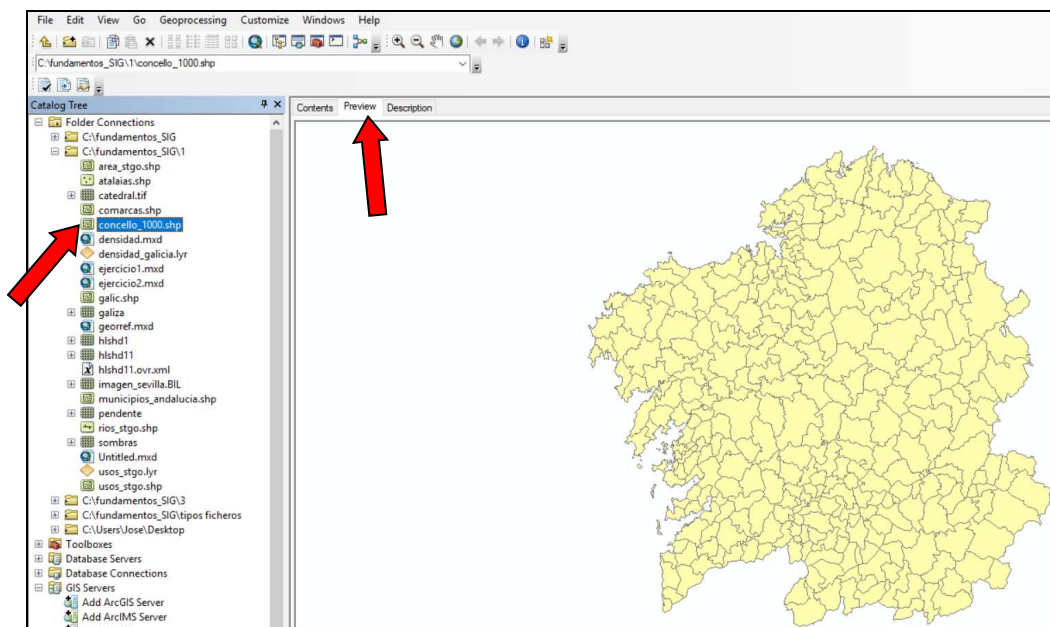 File Edit View Go Geoprocessing Customize Windows Help
C:\fundamentos_SIG\1\concello_1000.shp
Catalog Tree
Contents Preview Description
Folder Connections
C:\fundamentos_SIG
C:\fundamentos_SIG\1
area_stgo.shp
atalaias.shp
catedral.tif
comarcas.shp
concello_1000.shp
densidad.mxd
densidad_galicia.lyr
ejercicio1.mxd
ejercicio2.mxd
galic.shp
galiza
georref.mxd
hlshd1
hlshd11
hlshd11.ovr.xml
imagen_sevilla.BIL
municipios_andalucia.shp
pendente
rios_stgo.shp
sombras
Untitled.mxd
usos_stgo.lyr
usos_stgo.shp
C:\fundamentos_SIG\3
C:\fundamentos_SIG\tipos ficheros
C:\Users\Jose\Desktop
Toolboxes
Database Servers
Database Connections
GIS Servers
Add ArcGIS Server
Add ArcIMS Server